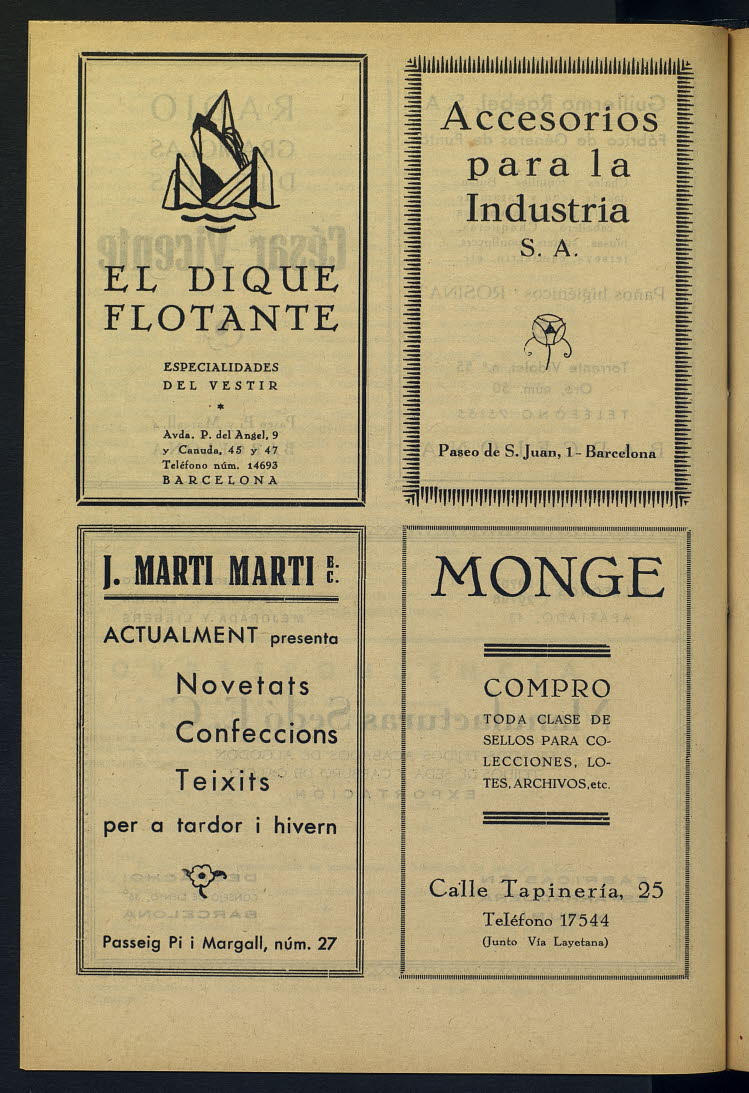 EL DIQUE
FLOTANTE
ESPECIALIDADES
DEL VESTIR
*
Avda. P. del Angel, 9
y Canuda, 45 y 47
Teléfono núm. 14693
BARCELONA
Accesorios
para la
Industria
S. A.
Paseo de S. Juan, 1 - Barcelona
J. MARTI MARTI E. C.
ACTUALMENT presenta
Novetats
Confeccions
Teixits
per a tardor i hivern
Passeig Pi i Margall, núm. 27
MONGE
COMPRO
TODA CLASE DE
SELLOS PARA CO-
LECCIONES, LO-
TES, ARCHIVOS, etc.
Calle Tapinería, 25
Teléfono 17544
(Junto Vía Layetana)